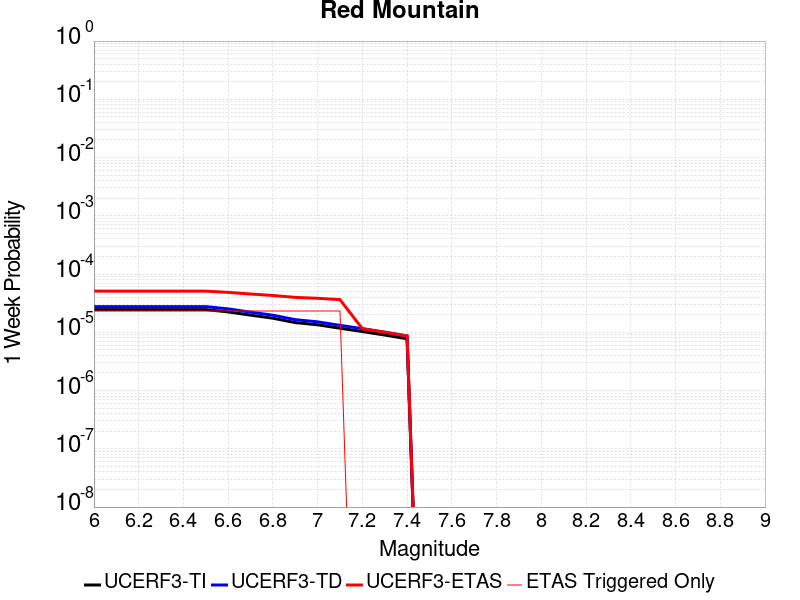 Red Mountain
1 Week Probability
10^0
10^-1
10^-2
10^-3
10^-4
10^-5
10^-6
10^-7
10^-8
6 6.2 6.4 6.6 6.8 7 7.2 7.4 7.6 7.8 8 8.2 8.4 8.6 8.8 9
Magnitude
UCERF3-TI UCERF3-TD UCERF3-ETAS ETAS Triggered Only